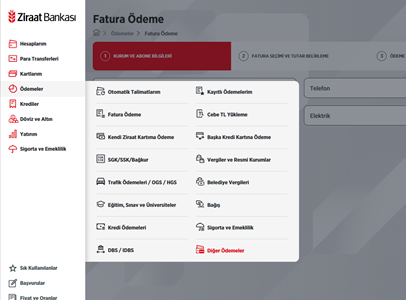 Ziraat Bankası
Fatura Ödeme
Ödemeler > Fatura Ödeme
Hesaplarım
Para Transferleri
Kartlarım
Ödemeler
Krediler
Döviz ve Altın
Yatırım
Sigorta ve Emeklilik
1 KURUM VE ABONE BİLGİLERİ
2 FATURA SEÇİMİ VE TUTAR BELİRLEME
3 ÖDEME
Otomatik Talimatlarım
Kayıtlı Ödemelerim
Fatura Ödeme
Cebe TL Yükleme
Kendi Ziraat Kartıma Ödeme
Başka Kredi Kartına Ödeme
SGK/SSK/Bağkur
Vergiler ve Resmi Kurumlar
Trafik Ödemeleri / OGS / HGS
Belediye Vergileri
Eğitim, Sınav ve Üniversiteler
Bağış
Kredi Ödemeleri
Sigorta ve Emeklilik
DBS / IDBS
Diğer Ödemeler
Telefon
Elektrik
Sık Kullanılanlar
Başvurular
Fiyat ve Oranlar